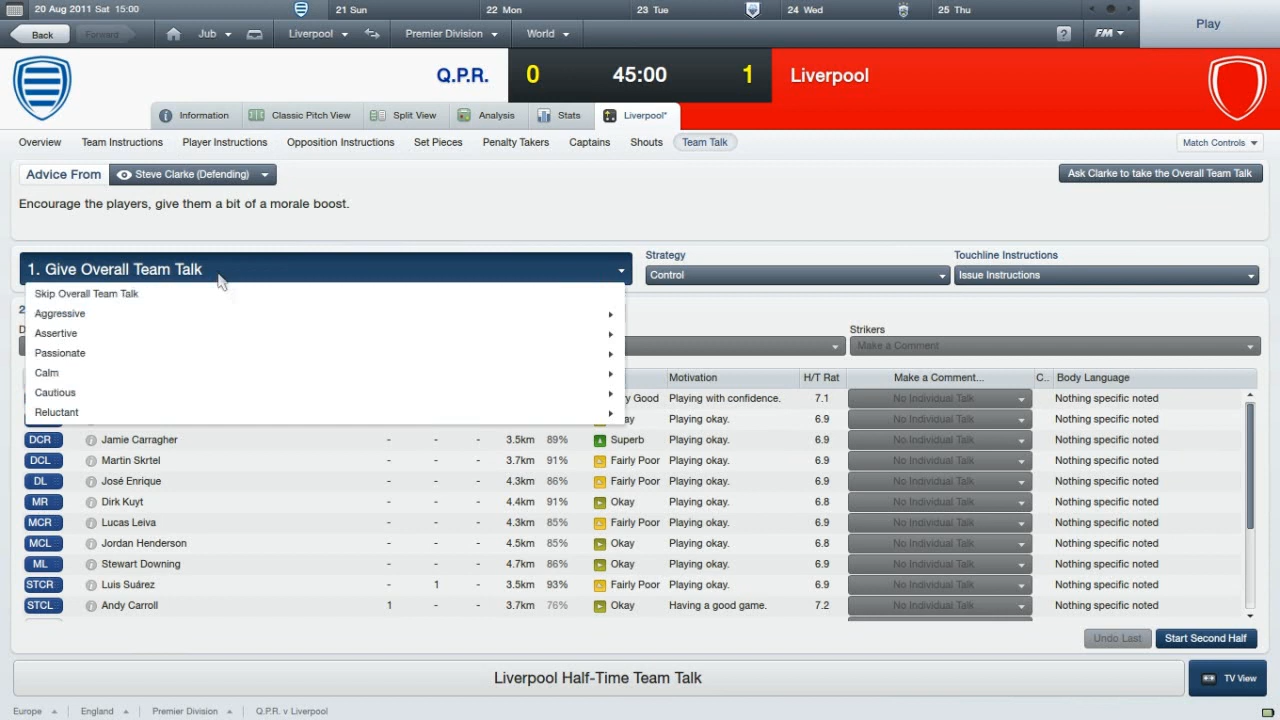 20 Aug 2011 Sat 15:00 21 Sun 22 Mon 23 Tue 24 Wed 25 Thu
Play
Back Forward Jub Liverpool Premier Division World ? FM
Q.P.R. 0 45:00 1 Liverpool
Information Classic Pitch View Split View Analysis Stats Liverpool*
Overview Team Instructions Player Instructions Opposition Instructions Set Pieces Penalty Takers Captains Shouts Team Talk Match Controls
Advice From Steve Clarke (Defending) Ask Clarke to take the Overall Team Talk
Encourage the players, give them a bit of a morale boost.
Strategy Touchline Instructions
1. Give Overall Team Talk Control Issue Instructions
Skip Overall Team Talk
Aggressive
Assertive Strikers
Passionate Make a Comment
Calm Motivation H/T Rat Make a Comment... C.. Body Language
Cautious Good Playing with confidence. 7.1 No Individual Talk Nothing specific noted
Reluctant Playing okay. 6.9 No Individual Talk Nothing specific noted
DCR Jamie Carragher - - - 3.5km 89% Superb Playing okay. 6.9 No Individual Talk Nothing specific noted
DCL Martin Skrtel - - - 3.7km 91% Fairly Poor Playing okay. 6.9 No Individual Talk Nothing specific noted
DL José Enrique - - - 4.3km 86% Fairly Poor Playing okay. 6.9 No Individual Talk Nothing specific noted
MR Dirk Kuyt - - - 4.4km 91% Okay Playing okay. 6.8 No Individual Talk Nothing specific noted
MCR Lucas Leiva - - - 4.3km 85% Fairly Poor Playing okay. 6.9 No Individual Talk Nothing specific noted
MCL Jordan Henderson - - - 4.5km 85% Okay Playing okay. 6.8 No Individual Talk Nothing specific noted
ML Stewart Downing - - - 4.7km 86% Okay Playing okay. 6.9 No Individual Talk Nothing specific noted
STCR Luis Suárez - 1 - 3.5km 93% Fairly Poor Playing okay. 6.9 No Individual Talk Nothing specific noted
STCL Andy Carroll 1 - - 3.7km 76% Okay Having a good game. 7.2 No Individual Talk Nothing specific noted
Undo Last Start Second Half
Liverpool Half-Time Team Talk TV View
Europe England Premier Division Q.P.R. v Liverpool